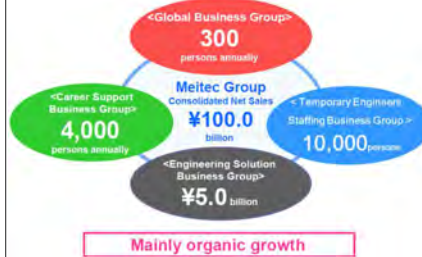 <Global Business Group>
300
persons annually
<Career Support
Business Group>
4,000
persons annually
Meitec Group
Consolidated Net Sales
¥100.0
billion
< Temporary Engineers
Staffing Business Group >
10,000 persons
<Engineering Solution
Business Group>
¥5.0 billion
Mainly organic growth